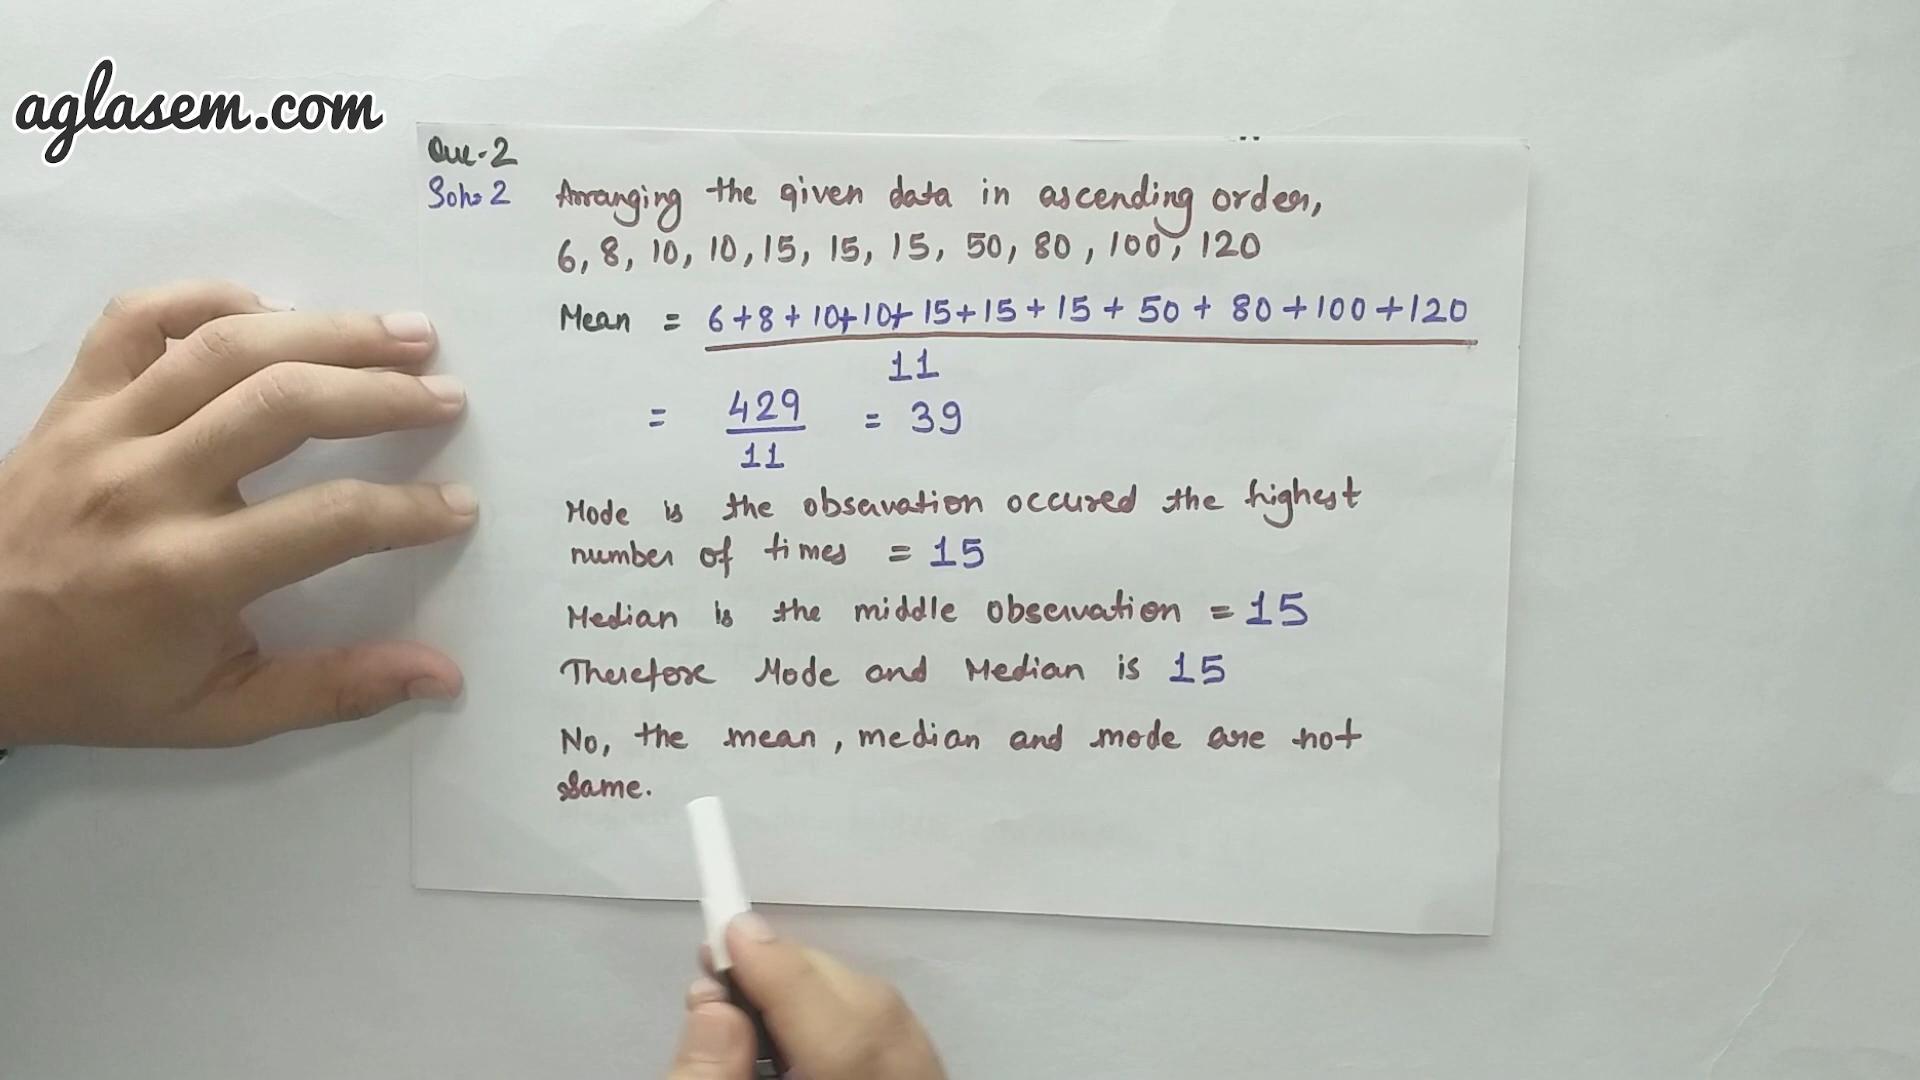 aglasem.com
Que-2
Soln 2 Arranging the given data in ascending order,
6, 8, 10, 10, 15, 15, 15, 50, 80, 100, 120
Mean = 6+8+10+10+15+15+15+50+80+100+120
11
= 429 = 39
11
Mode is the obseravation occured the highest
number of times = 15
Median is the middle observation = 15
Therefore Mode and Median is 15
No, the mean, median and mode are not
same.